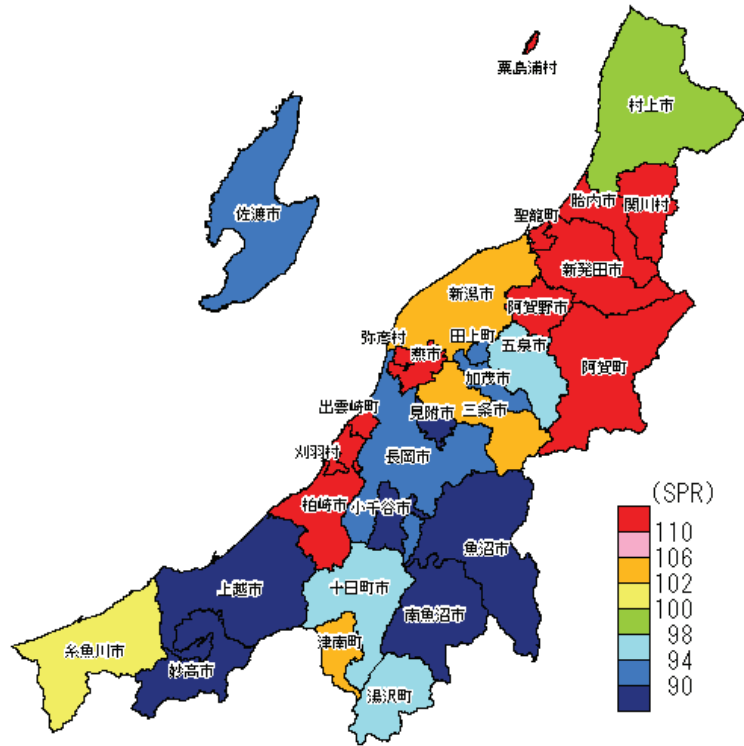 粟島浦村
村上市
佐渡市
胎内市
関川村
聖籠町
新発田市
新潟市
阿賀野市
弥彦村
田上町
五泉市
燕市
阿賀町
加茂市
出雲崎町
見附市
三条市
刈羽村
長岡市
柏崎市
小千谷市
魚沼市
上越市
十日町市
南魚沼市
糸魚川市
妙高市
津南町
湯沢町
(SPR)
110
106
102
100
98
94
90